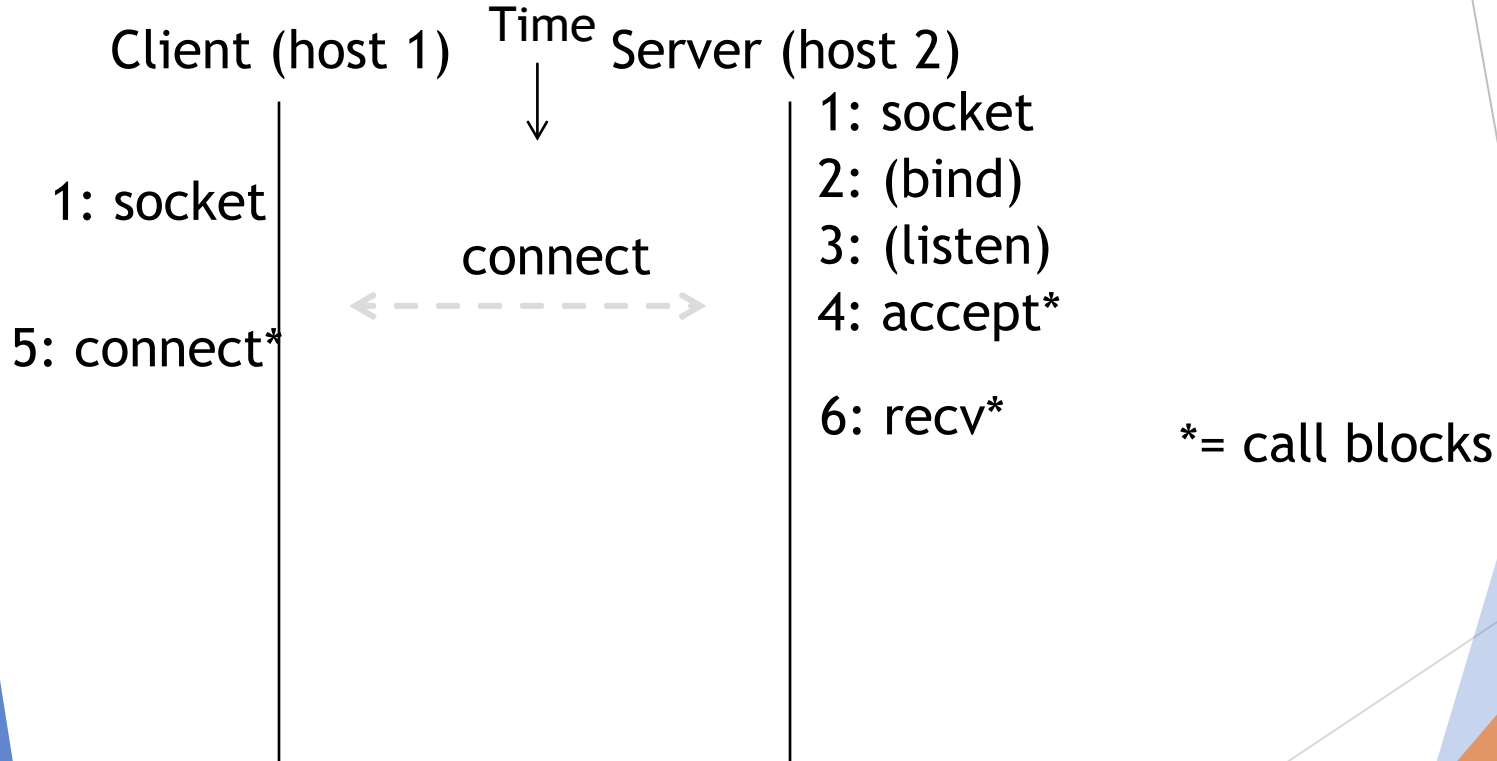 Client (host 1)
Time
Server (host 2)
1: socket
2: (bind)
1: socket
3: (listen)
connect
4: accept*
5: connect*
6: recv*
*= call blocks